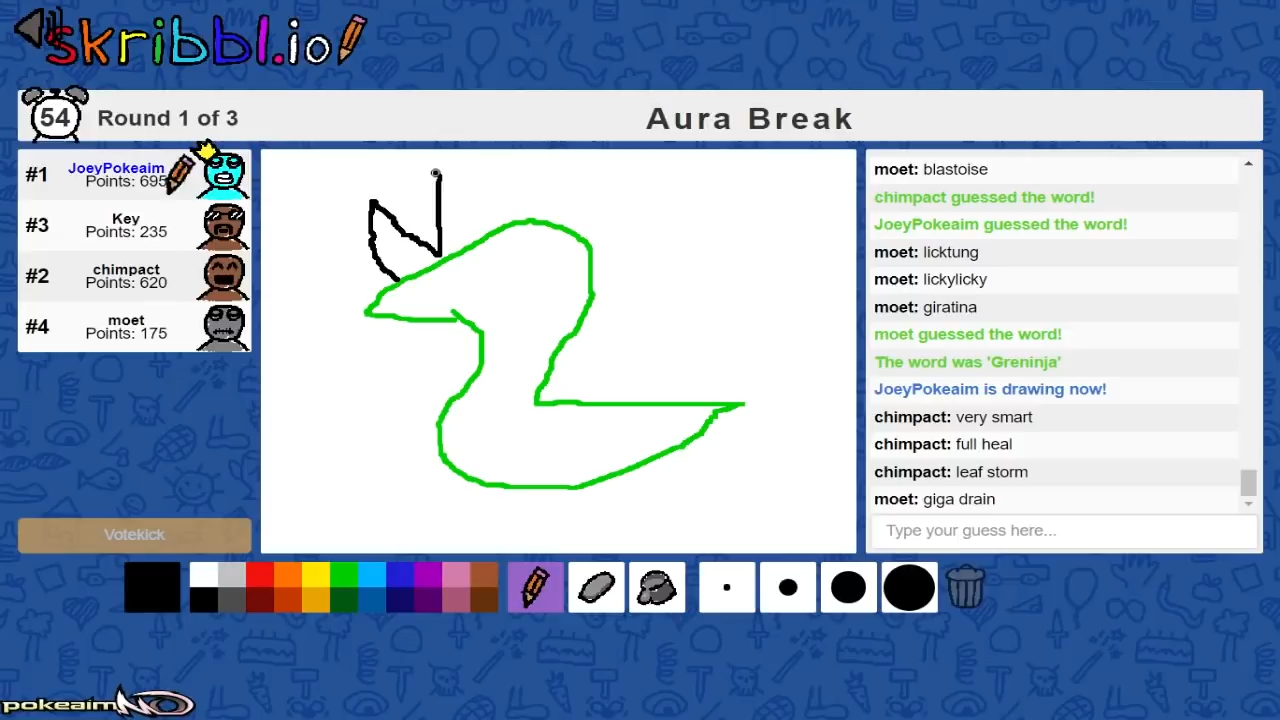 skribbl.io
54
Round 1 of 3
Aura Break
#1
JoeyPokeaim
Points: 695
#3
Key
Points: 235
#2
chimpact
Points: 620
#4
moet
Points: 175
Votekick
moet: blastoise
chimpact guessed the word!
JoeyPokeaim guessed the word!
moet: licktung
moet: lickylicky
moet: giratina
moet guessed the word!
The word was 'Greninja'
JoeyPokeaim is drawing now!
chimpact: very smart
chimpact: full heal
chimpact: leaf storm
moet: giga drain
Type your guess here...
pokeaimNO